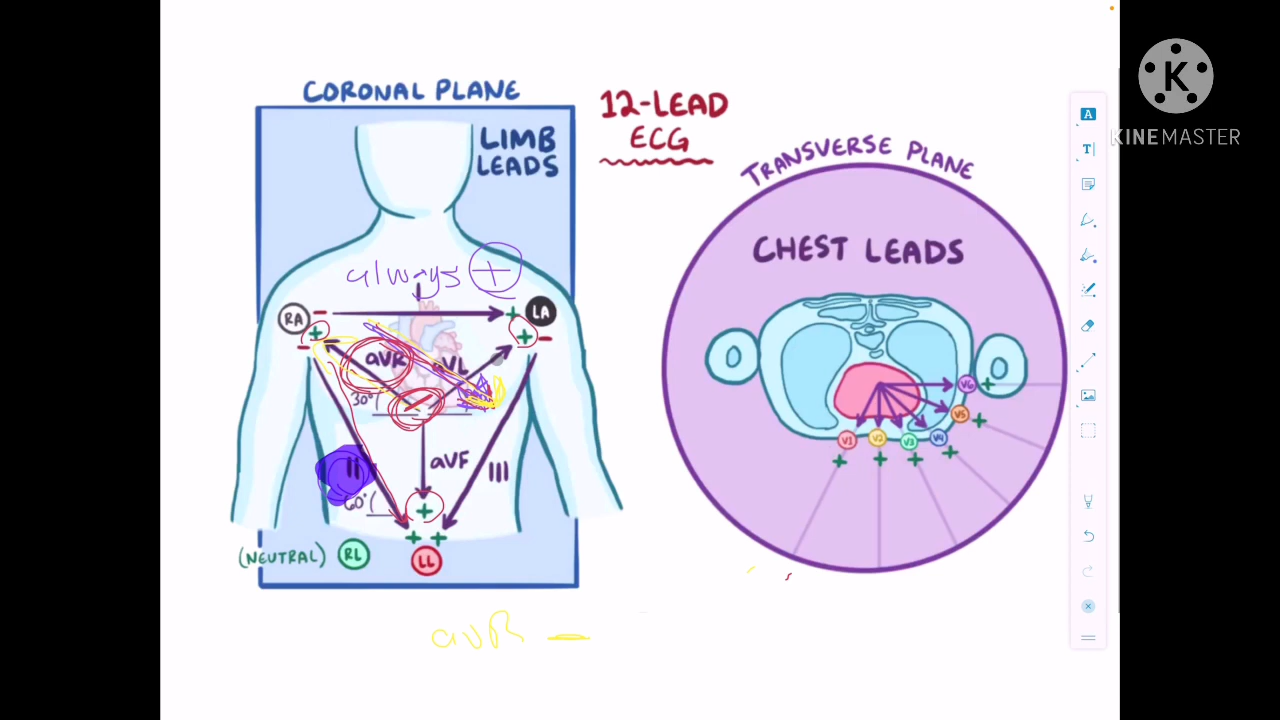 CORONAL PLANE
LIMB
LEADS
12-LEAD
ECG
TRANSVERSE PLANE
CHEST LEADS
always +
RA - + LA
+ - + -
aVR aVL
30°
II aVF III
60°
+
+ +
(NEUTRAL) RL LL
V6 +
V5 +
V1 V2 V3 V4
+ + + +
aVR -
K
KINEMASTER
A
T